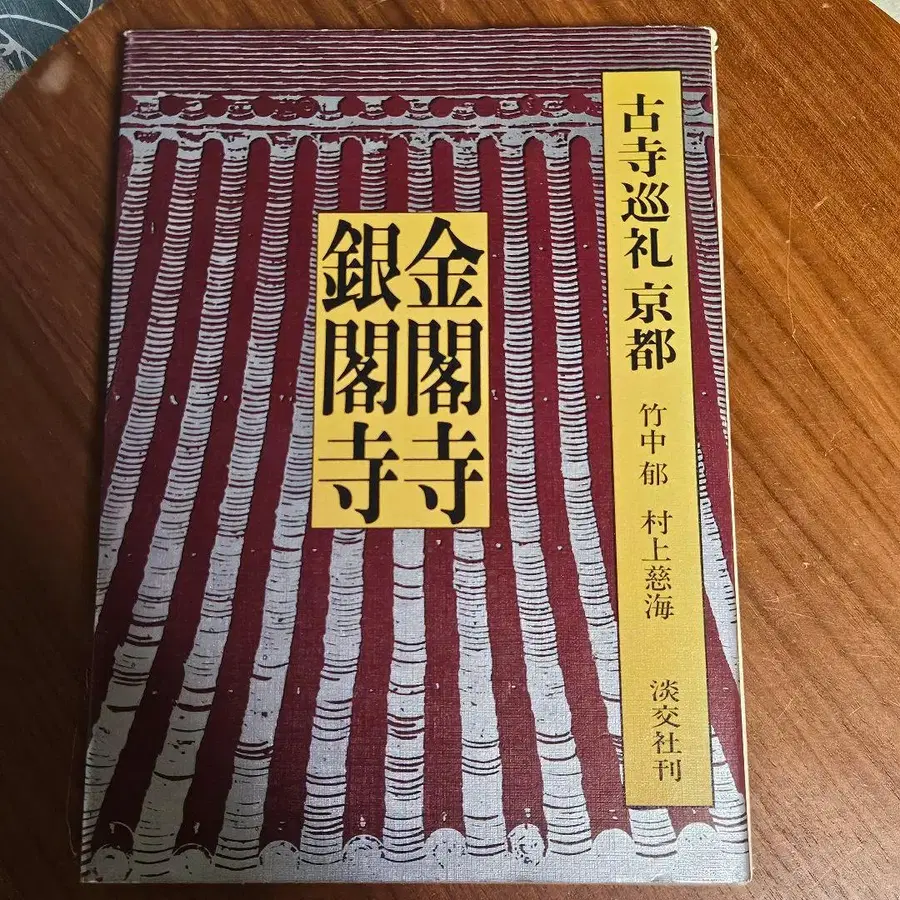 古寺巡礼 京都
竹中郁 村上慈海
淡交社刊
金閣寺
銀閣寺